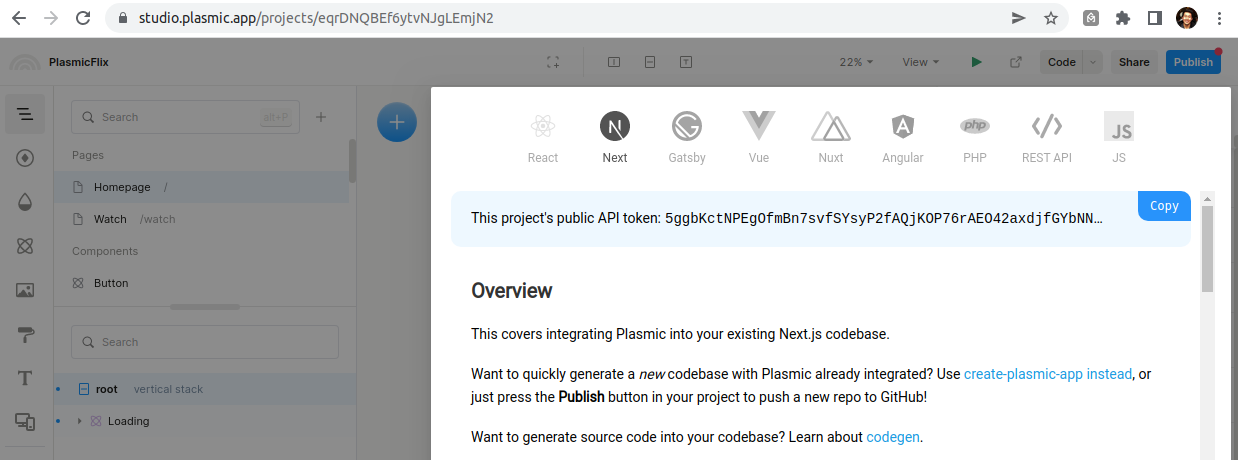 studio.plasmic.app/projects/eqrDNQBEf6ytvNJgLEmjN2
PlasmicFlix
22%
View
Code
Share
Publish
Search
alt+P
Pages
Homepage /
Watch /watch
Components
Button
Search
root vertical stack
Loading
React
Next
Gatsby
Vue
Nuxt
Angular
php
PHP
REST API
JS
JS
This project's public API token: 5ggbKctNPEgOfmBn7svfSYsyP2fAQjKOP76rAEO42axdjfGYbNN…
Copy
Overview
This covers integrating Plasmic into your existing Next.js codebase.
Want to quickly generate a new codebase with Plasmic already integrated? Use create-plasmic-app instead, or
just press the Publish button in your project to push a new repo to GitHub!
Want to generate source code into your codebase? Learn about codegen.